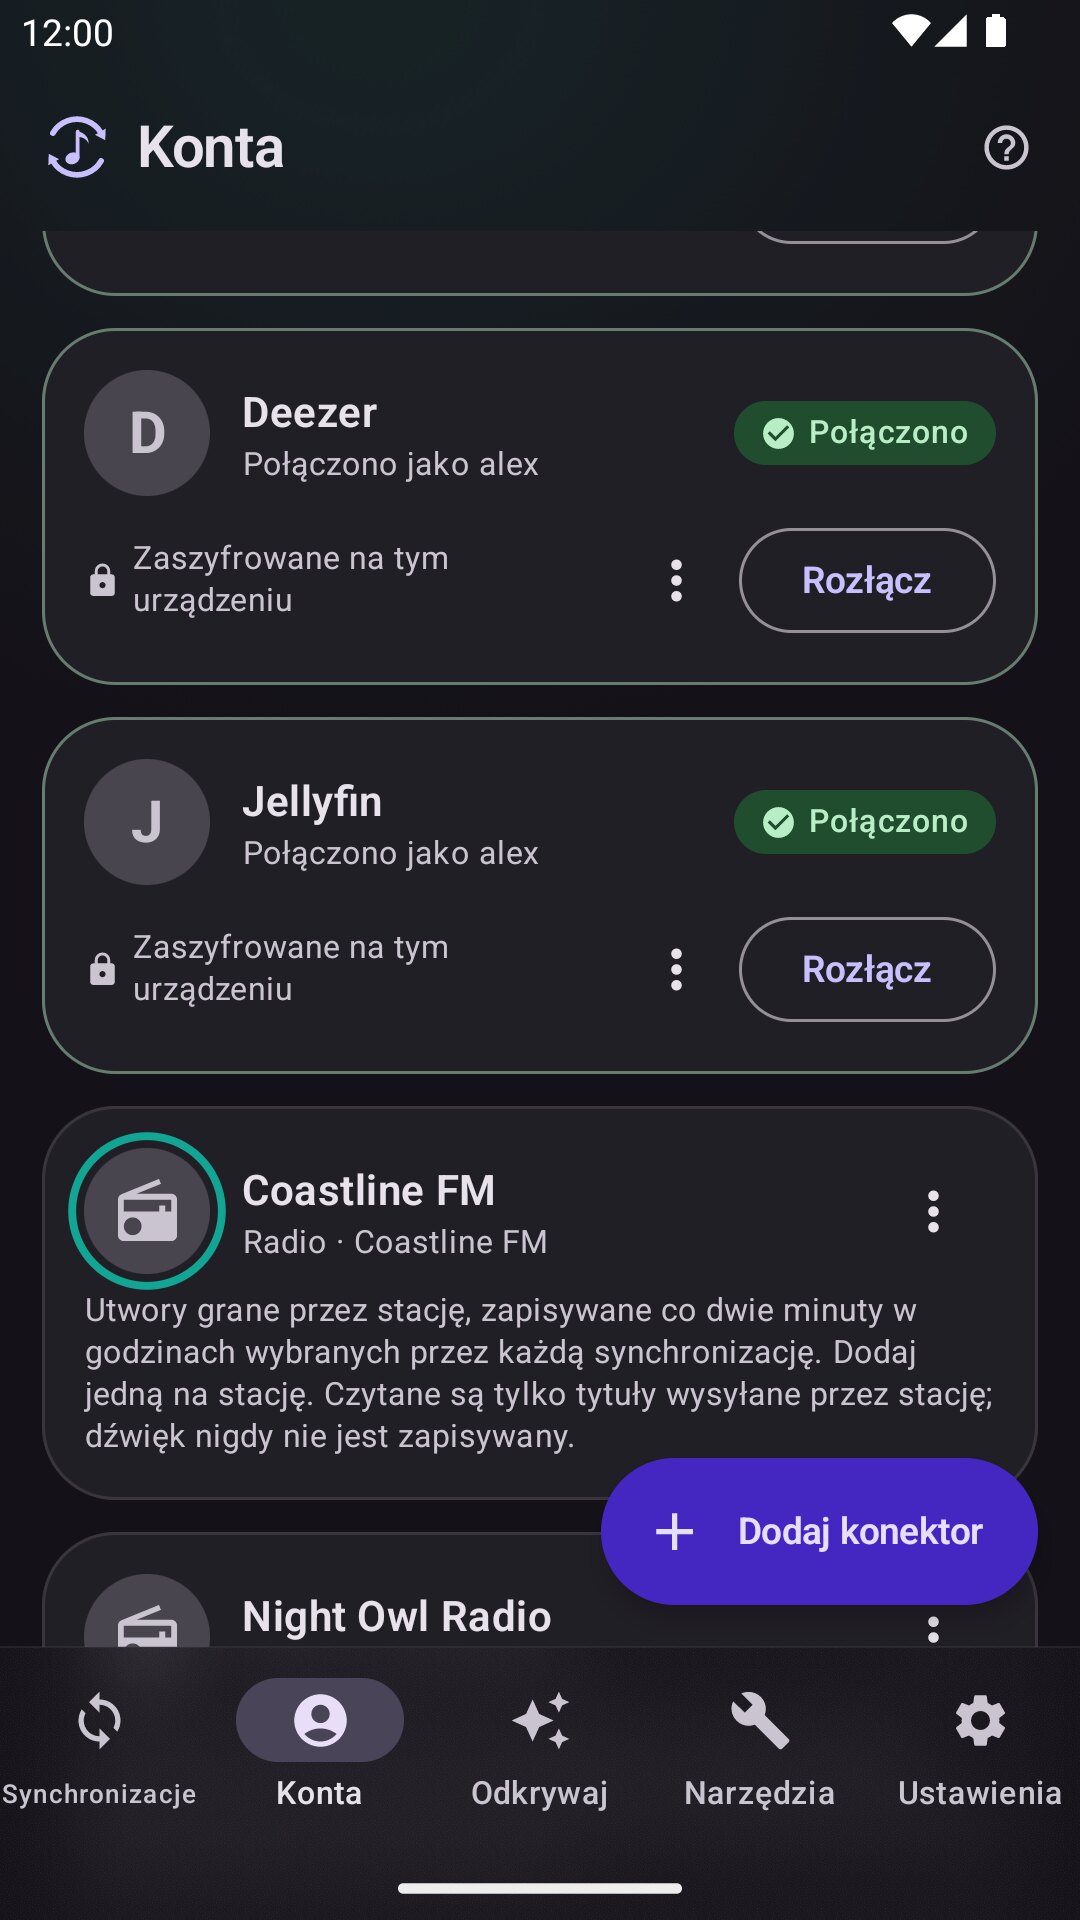 12:00
Konta
D
Deezer
Połączono jako alex
Połączono
Zaszyfrowane na tym
urządzeniu
Rozłącz
J
Jellyfin
Połączono jako alex
Połączono
Zaszyfrowane na tym
urządzeniu
Rozłącz
Coastline FM
Radio · Coastline FM
Utwory grane przez stację, zapisywane co dwie minuty w
godzinach wybranych przez każdą synchronizację. Dodaj
jedną na stację. Czytane są tylko tytuły wysyłane przez stację;
dźwięk nigdy nie jest zapisywany.
Dodaj konektor
Night Owl Radio
Synchronizacje
Konta
Odkrywaj
Narzędzia
Ustawienia